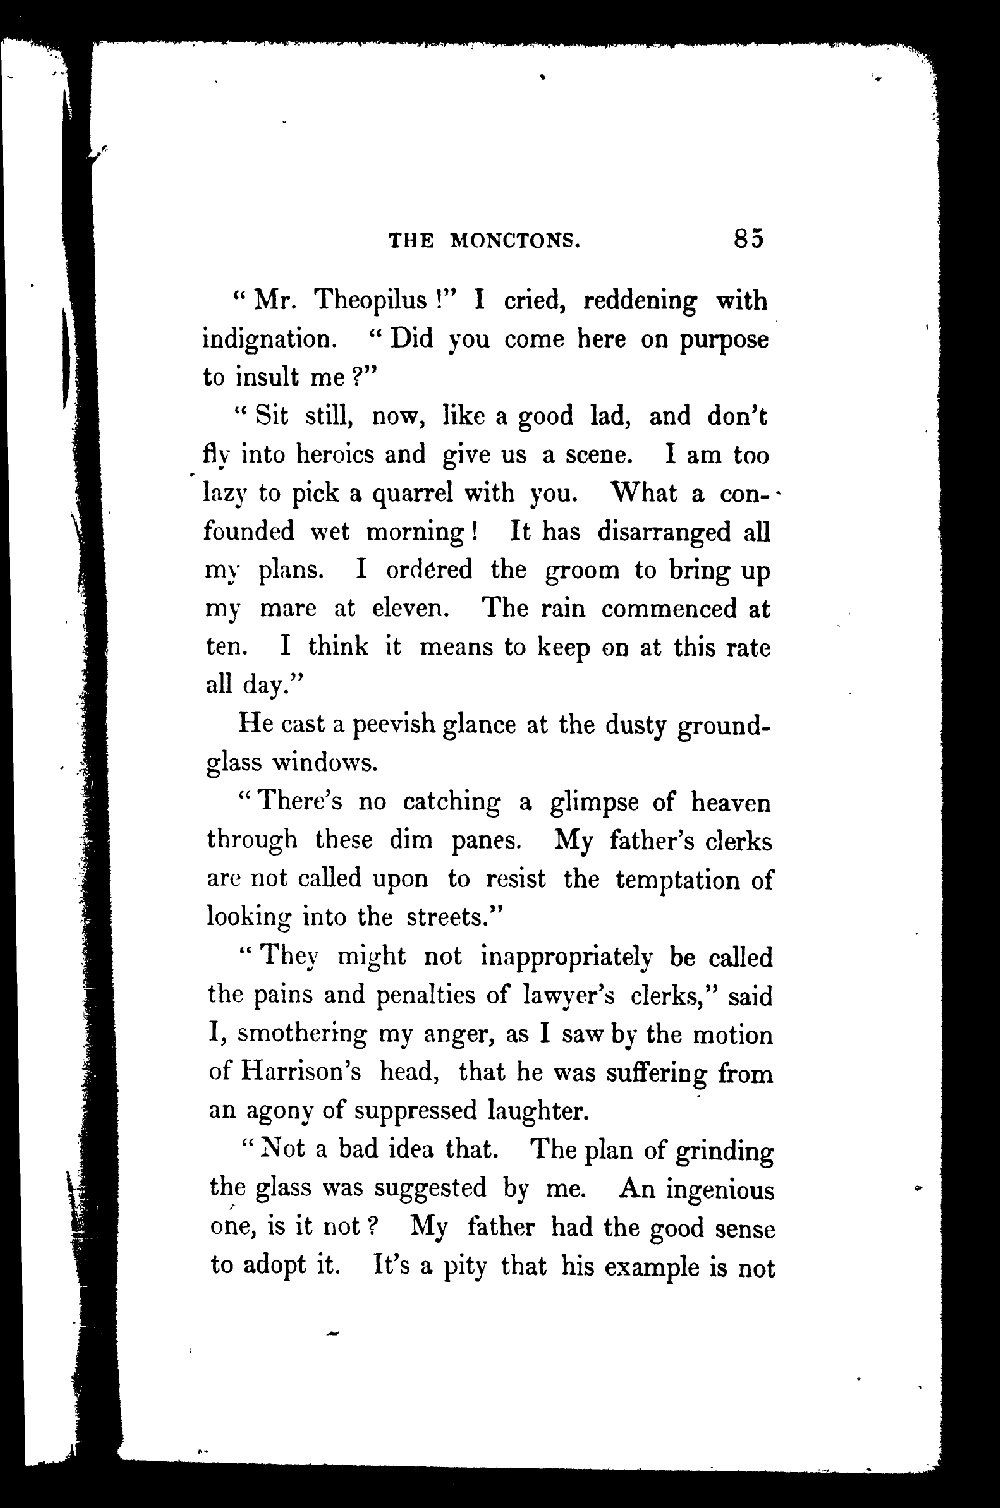 THE MONCTONS. 85
“ Mr. Theopilus !” I cried, reddening with
indignation. “ Did you come here on purpose
to insult me ?”
“ Sit still, now, like a good lad, and don’t
fly into heroics and give us a scene. I am too
lazy to pick a quarrel with you. What a con-
founded wet morning ! It has disarranged all
my plans. I ordered the groom to bring up
my mare at eleven. The rain commenced at
ten. I think it means to keep on at this rate
all day.”
He cast a peevish glance at the dusty ground-
glass windows.
“ There’s no catching a glimpse of heaven
through these dim panes. My father’s clerks
are not called upon to resist the temptation of
looking into the streets.”
“ They might not inappropriately be called
the pains and penalties of lawyer’s clerks,” said
I, smothering my anger, as I saw by the motion
of Harrison’s head, that he was suffering from
an agony of suppressed laughter.
“ Not a bad idea that. The plan of grinding
the glass was suggested by me. An ingenious
one, is it not ? My father had the good sense
to adopt it. It’s a pity that his example is not